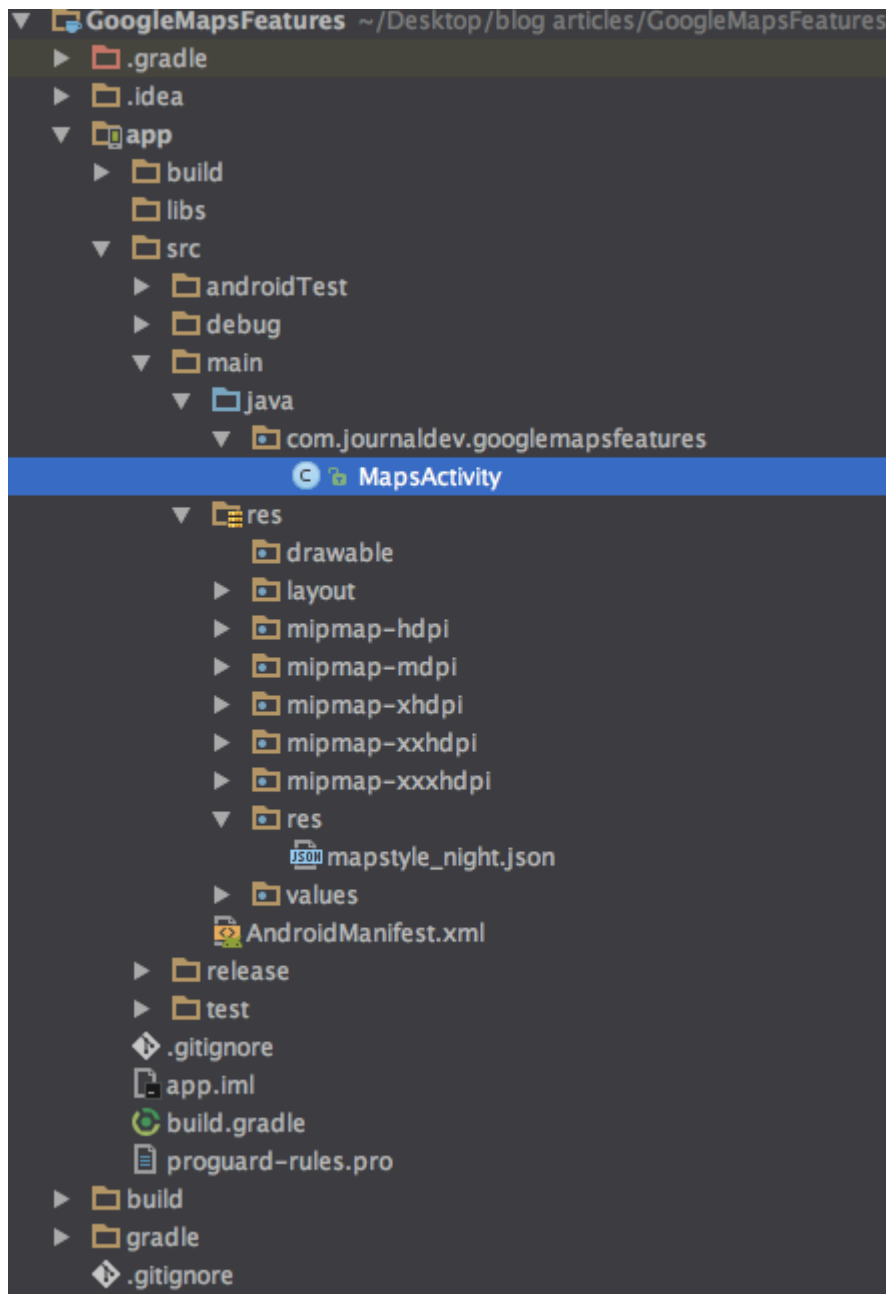 GoogleMapsFeatures ~/Desktop/blog articles/GoogleMapsFeatures
.gradle
.idea
app
build
libs
src
androidTest
debug
main
java
com.journaldev.googlemapsfeatures
C MapsActivity
res
drawable
layout
mipmap-hdpi
mipmap-mdpi
mipmap-xhdpi
mipmap-xxhdpi
mipmap-xxxhdpi
res
JSON mapstyle_night.json
values
AndroidManifest.xml
release
test
.gitignore
app.iml
build.gradle
proguard-rules.pro
build
gradle
.gitignore